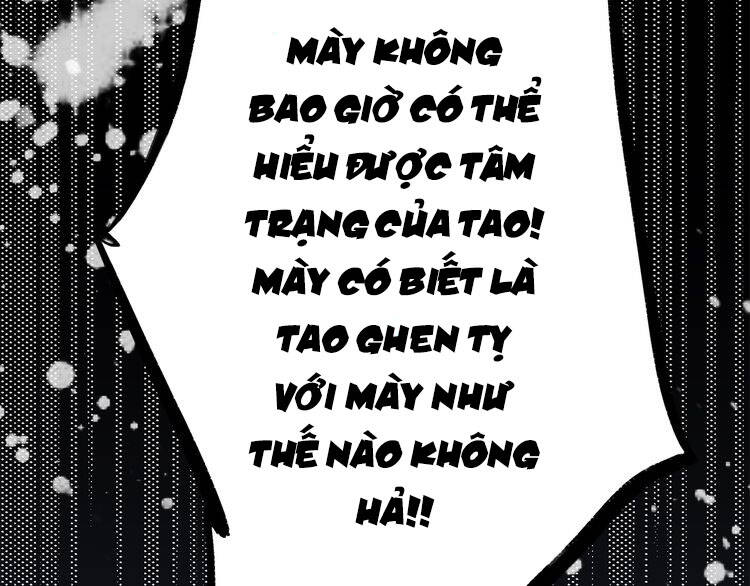 MÀY KHÔNG
BAO GIỜ CÓ THỂ
HIỂU ĐƯỢC TÂM
TRẠNG CỦA TAO!
MÀY CÓ BIẾT LÀ
TAO GHEN TỴ
VỚI MÀY NHƯ
THẾ NÀO KHÔNG
HẢ!!